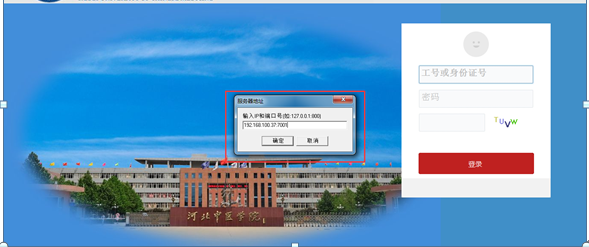 服务器地址
输入IP和端口号(如:127.0.0.1:800)
192.168.100.37:7001
确定
取消
河北中医学院
工号或身份证号
密码
TUVW
登录